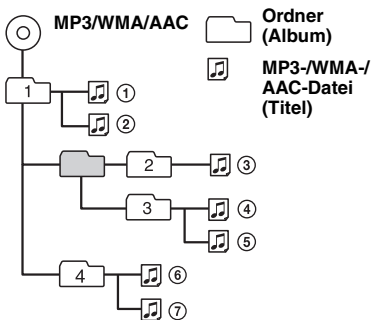 MP3/WMA/AAC
Ordner
(Album)
MP3-/WMA-/
AAC-Datei
(Titel)
1
①
②
2
③
3
④
⑤
4
⑥
⑦